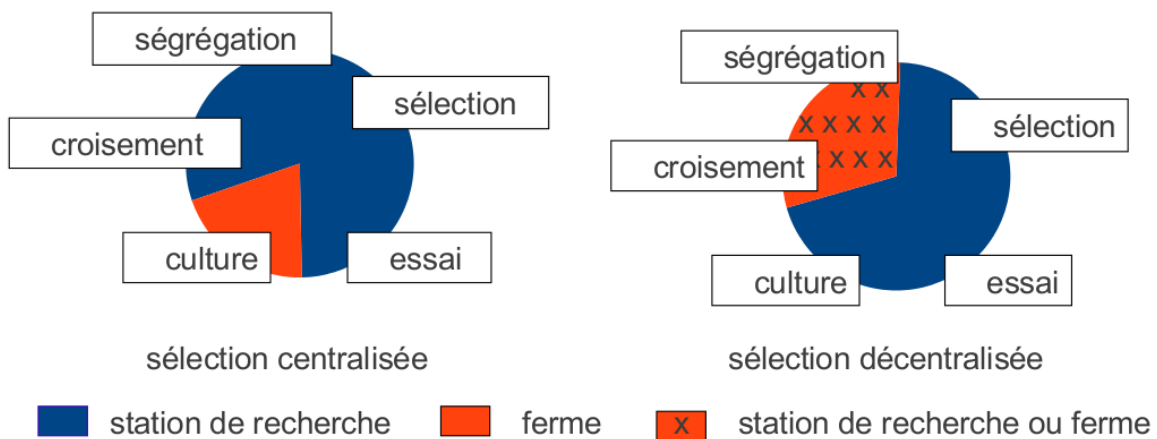 ségrégation
sélection
croisement
culture
essai
sélection centralisée
ségrégation
x x
sélection
x x x x
croisement
x x x x
culture
essai
sélection décentralisée
station de recherche
ferme
x station de recherche ou ferme